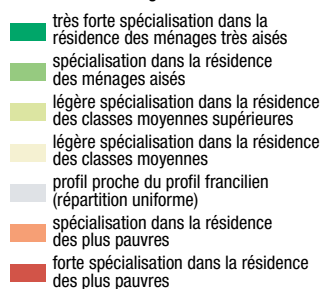 très forte spécialisation dans la
résidence des ménages très aisés
spécialisation dans la résidence
des ménages aisés
légère spécialisation dans la résidence
des classes moyennes supérieures
légère spécialisation dans la résidence
des classes moyennes
profil proche du profil francilien
(répartition uniforme)
spécialisation dans la résidence
des plus pauvres
forte spécialisation dans la résidence
des plus pauvres